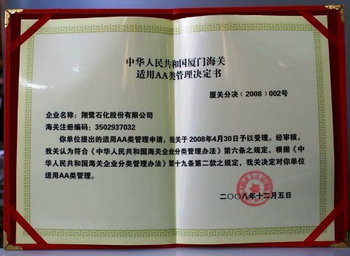 中华人民共和国厦门海关
适用AA类管理决定书
厦关分决〔2008〕002号
企业名称：翔鹭石化股份有限公司
海关注册编码：3502937032
你单位提出的适用AA类管理申请，我关于2008年4月30日予以受理。经审核，
我关认为符合《中华人民共和国海关企业分类管理办法》第六条之规定，根据《中
华人民共和国海关企业分类管理办法》第十九条第二款之规定，我关决定对你单位
适用AA类管理。
二〇〇八年十二月五日